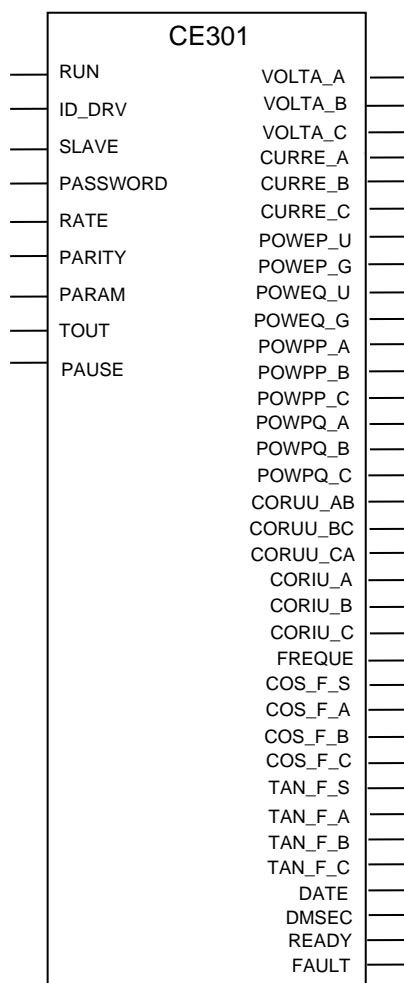 CE301
RUN
ID_DRV
SLAVE
PASSWORD
RATE
PARITY
PARAM
TOUT
PAUSE
VOLTA_A
VOLTA_B
VOLTA_C
CURRE_A
CURRE_B
CURRE_C
POWEP_U
POWEP_G
POWEQ_U
POWEQ_G
POWPP_A
POWPP_B
POWPP_C
POWPQ_A
POWPQ_B
POWPQ_C
CORUU_AB
CORUU_BC
CORUU_CA
CORIU_A
CORIU_B
CORIU_C
FREQUE
COS_F_S
COS_F_A
COS_F_B
COS_F_C
TAN_F_S
TAN_F_A
TAN_F_B
TAN_F_C
DATE
DMSEC
READY
FAULT